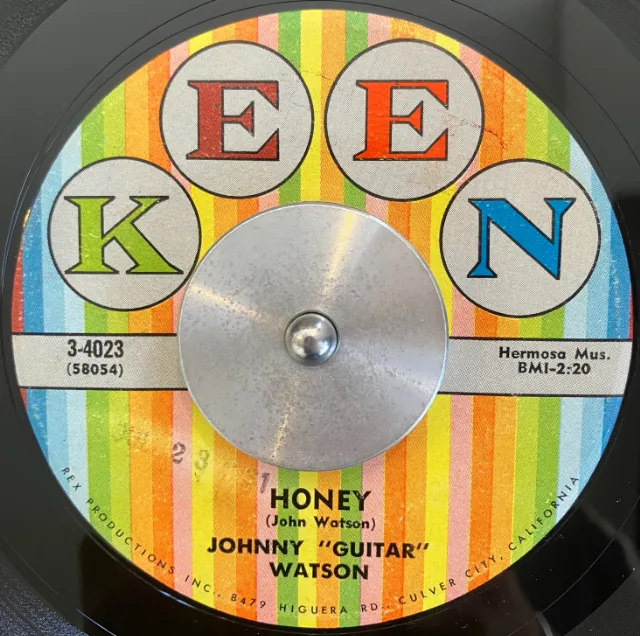 KEEN
3-4023
(58054)
Hermosa Mus.
BMI-2:20
HONEY
(John Watson)
JOHNNY "GUITAR"
WATSON
REX PRODUCTIONS INC., 8479 HIGUERA RD., CULVER CITY, CALIFORNIA